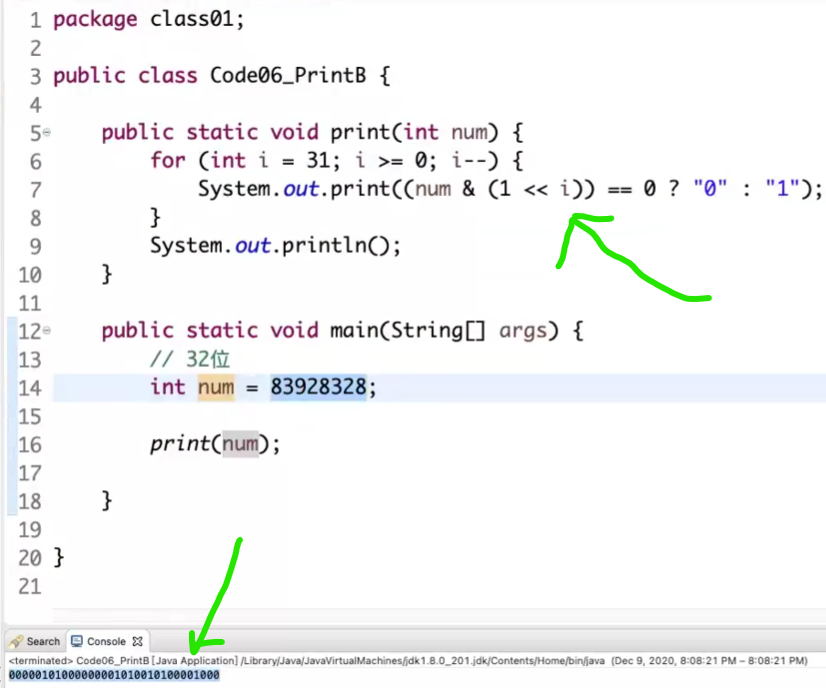 1 package class01;
2
3 public class Code06_PrintB {
4
5 public static void print(int num) {
6 for (int i = 31; i >= 0; i--) {
7 System.out.print((num & (1 << i)) == 0 ? "0" : "1");
8 }
9 System.out.println();
10 }
11
12 public static void main(String[] args) {
13 // 32位
14 int num = 83928328;
15
16 print(num);
17
18 }
19
20 }
21
Search Console
<terminated> Code06_PrintB [Java Application] /Library/Java/JavaVirtualMachines/jdk1.8.0_201.jdk/Contents/Home/bin/java (Dec 9, 2020, 8:08:21 PM – 8:08:21 PM)
00000101000000001010010100001000